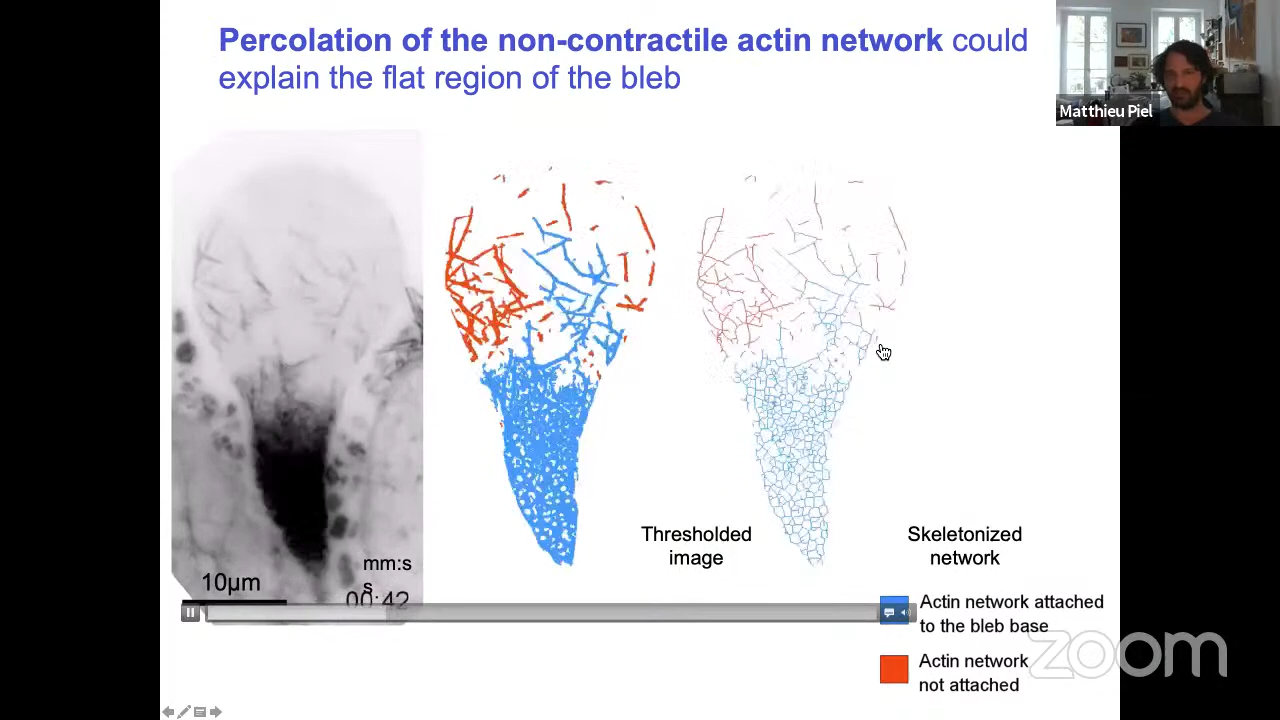 Percolation of the non-contractile actin network could
explain the flat region of the bleb
Matthieu Piel
Thresholded
image
Skeletonized
network
mm:s
s
10µm
00:42
Actin network attached
to the bleb base
Actin network
not attached
zoom